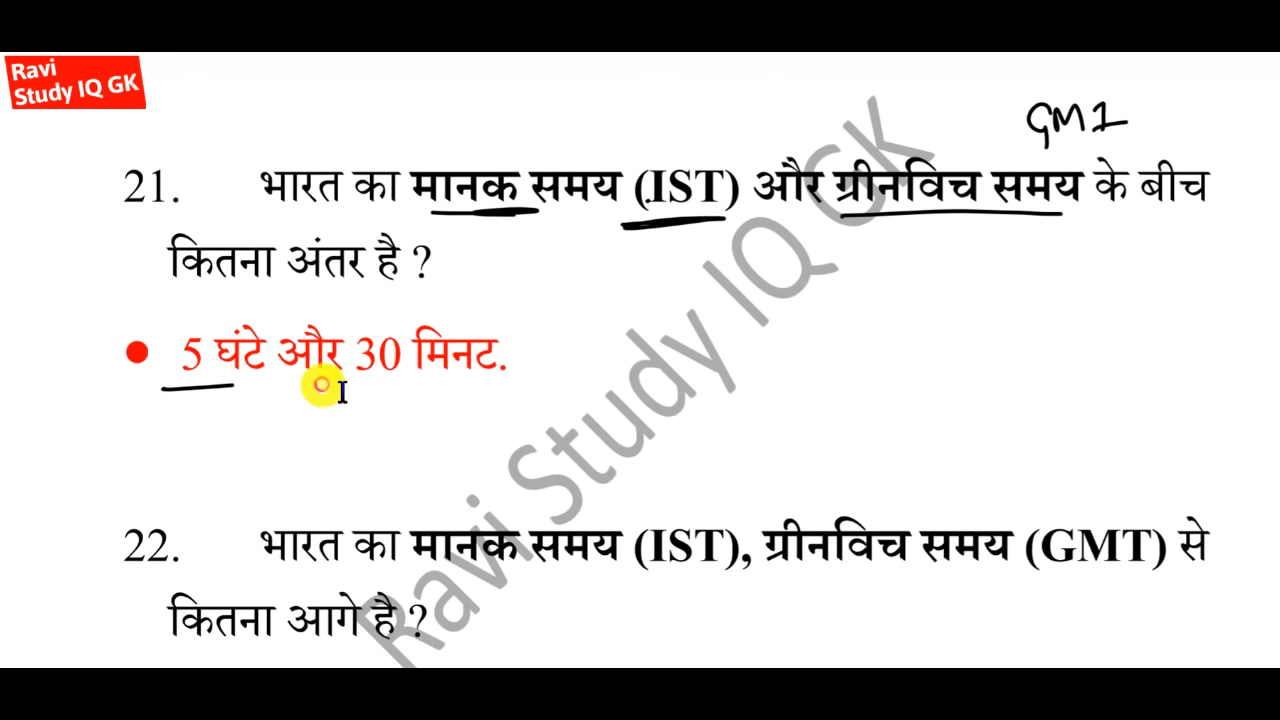 Ravi
Study IQ GK
GMT
21. भारत का मानक समय (IST) और ग्रीनविच समय के बीच
कितना अंतर है ?
● 5 घंटे और 30 मिनट.
22. भारत का मानक समय (IST), ग्रीनविच समय (GMT) से
कितना आगे है ?
Ravi Study IQ GK